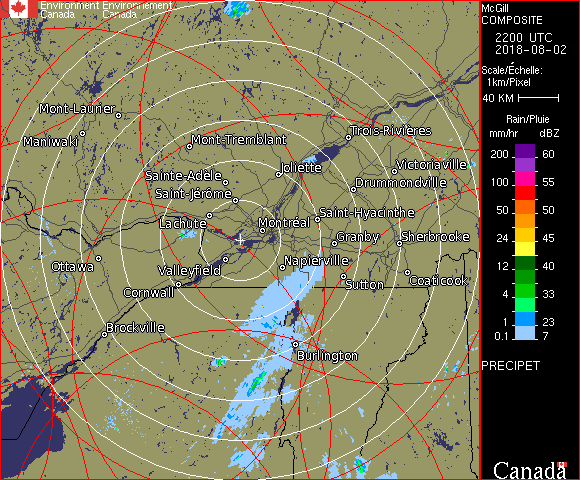 Environment Environnement
Canada Canada
McGill
COMPOSITE
2200 UTC
2018-08-02
Scale/Échelle:
1km/Pixel
40 KM
Rain/Pluie
mm/hr dBZ
200 60
100 55
50 50
24 45
12 40
4 33
1 23
0.1 7
PRECIPET
Canada
Mont-Laurier
Maniwaki
Mont-Tremblant
Trois-Rivières
Joliette
Victoriaville
Sainte-Adèle
Drummondville
Saint-Jérôme
Lachute
Montréal
Saint-Hyacinthe
Granby
Sherbrooke
Ottawa
Valleyfield
Napierville
Cornwall
Sutton
Coaticook
Brockville
Burlington